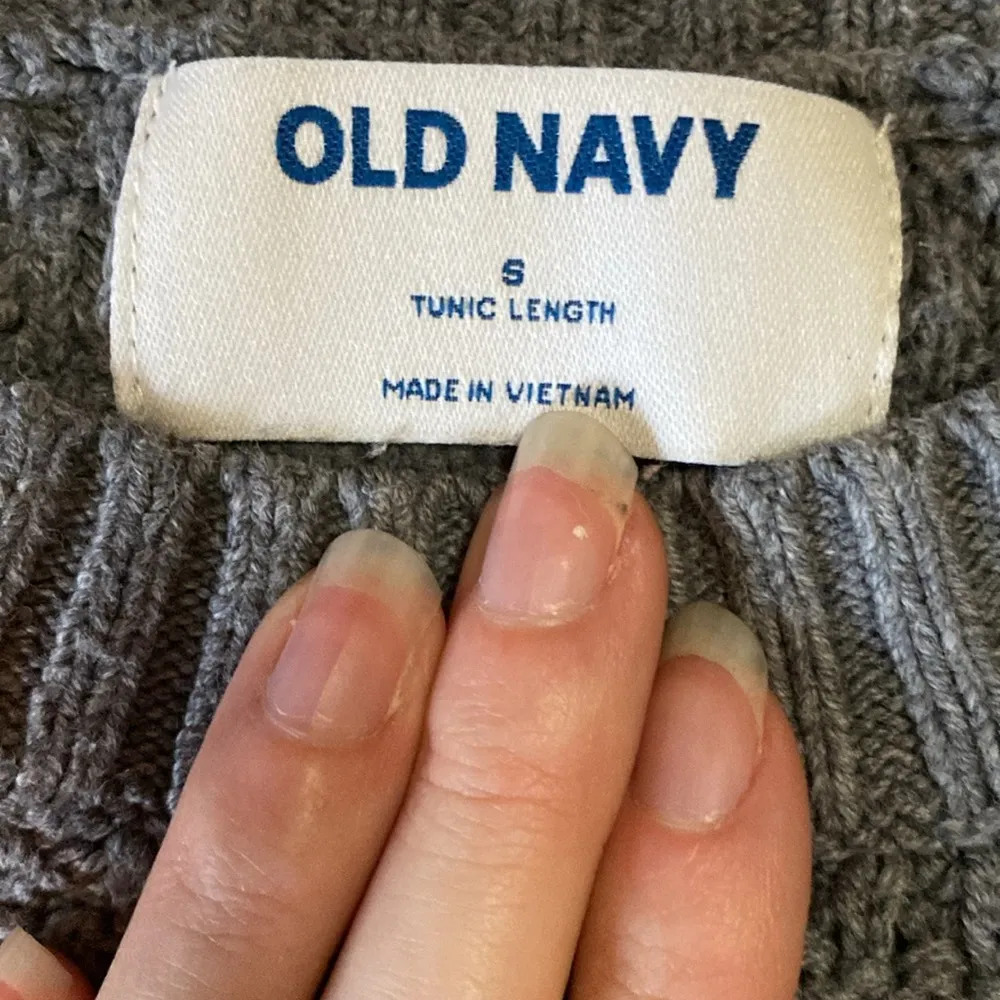 OLD NAVY
S
TUNIC LENGTH
MADE IN VIETNAM